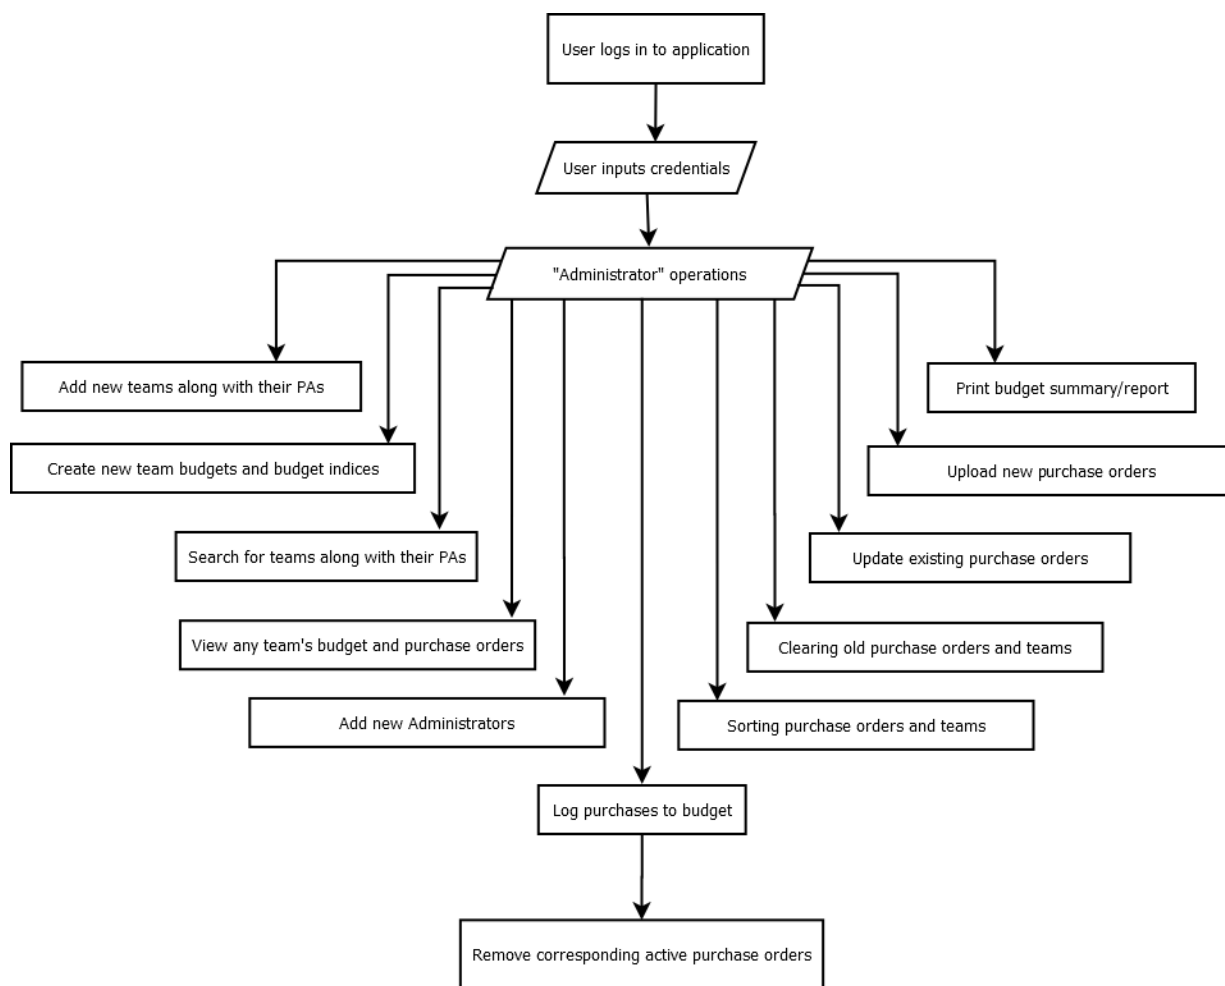 User logs in to application
User inputs credentials
"Administrator" operations
Add new teams along with their PAs
Print budget summary/report
Create new team budgets and budget indices
Upload new purchase orders
Search for teams along with their PAs
Update existing purchase orders
View any team's budget and purchase orders
Clearing old purchase orders and teams
Add new Administrators
Sorting purchase orders and teams
Log purchases to budget
Remove corresponding active purchase orders